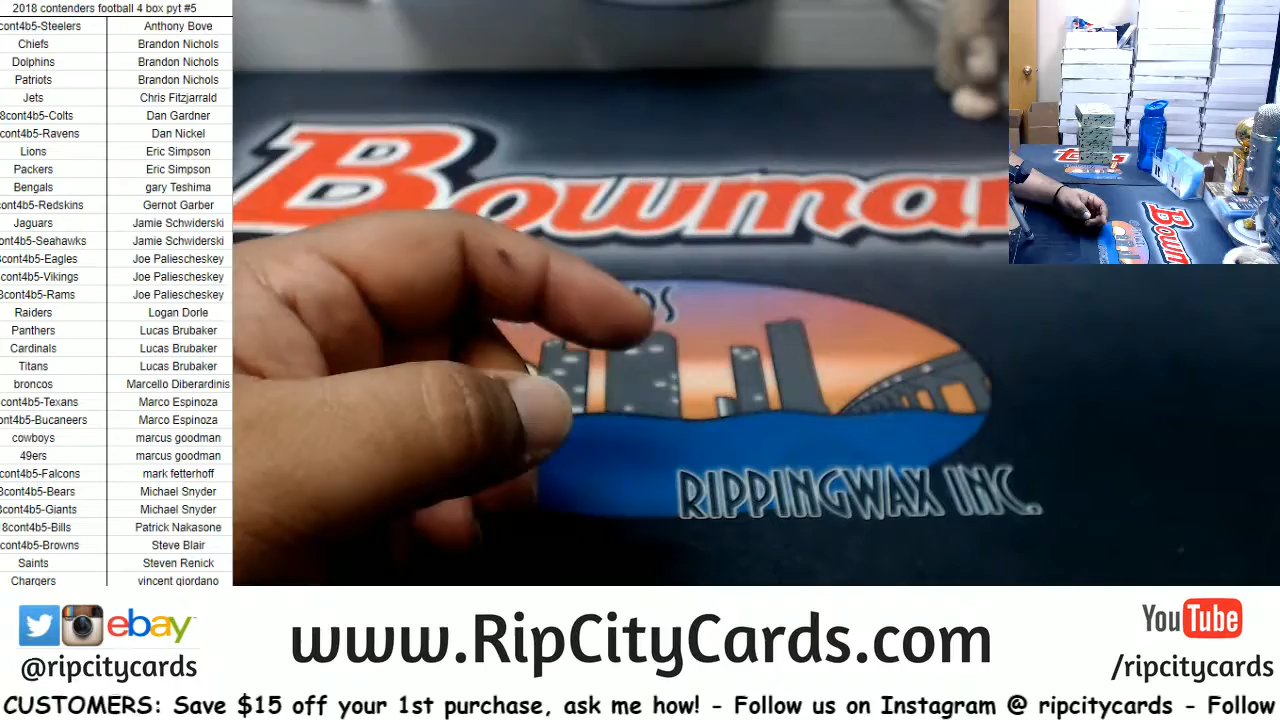 2018 contenders football 4 box pyt #5
cont4b5-Steelers Anthony Bove
Chiefs Brandon Nichols
Dolphins Brandon Nichols
Patriots Brandon Nichols
Jets Chris Fitzjarrald
8cont4b5-Colts Dan Gardner
cont4b5-Ravens Dan Nickel
Lions Eric Simpson
Packers Eric Simpson
Bengals gary Teshima
cont4b5-Redskins Gernot Garber
Jaguars Jamie Schwiderski
ont4b5-Seahawks Jamie Schwiderski
3cont4b5-Eagles Joe Paliescheskey
cont4b5-Vikings Joe Paliescheskey
8cont4b5-Rams Joe Paliescheskey
Raiders Logan Dorle
Panthers Lucas Brubaker
Cardinals Lucas Brubaker
Titans Lucas Brubaker
broncos Marcello Diberardinis
cont4b5-Texans Marco Espinoza
ont4b5-Bucaneers Marco Espinoza
cowboys marcus goodman
49ers marcus goodman
cont4b5-Falcons mark fetterhoff
3cont4b5-Bears Michael Snyder
3cont4b5-Giants Michael Snyder
8cont4b5-Bills Patrick Nakasone
cont4b5-Browns Steve Blair
Saints Steven Renick
Chargers vincent giordano
Bowman
RIPPINGWAX INC.
Bown
ebay
@ripcitycards
www.RipCityCards.com
YouTube
/ripcitycards
CUSTOMERS: Save $15 off your 1st purchase, ask me how! - Follow us on Instagram @ ripcitycards - Follow